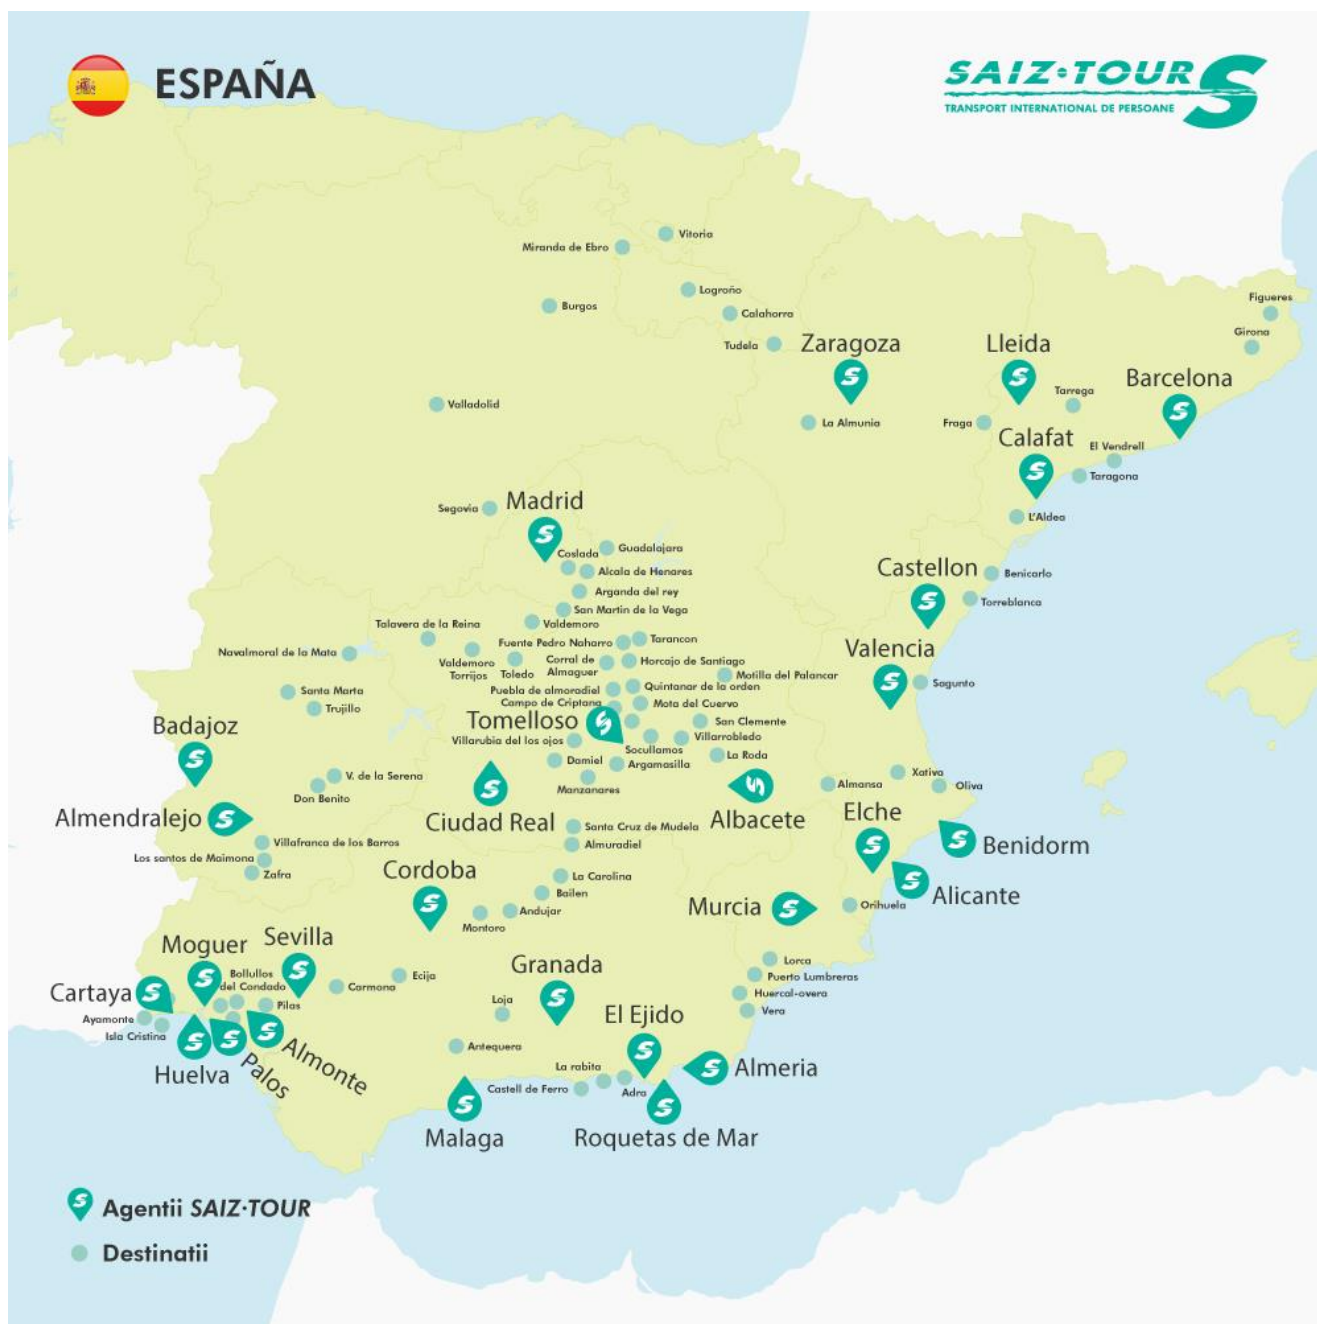 ESPAÑA
SAIZ·TOUR
TRANSPORT INTERNATIONAL DE PERSOANE
Vitoria
Miranda de Ebro
Logroño
Burgos
Calahorra
Figueres
Girona
Tudela
Zaragoza
Lleida
Barcelona
Tarrega
Valladolid
La Almunia
Fraga
Calafat
El Vendrell
Taragona
Segovia
Madrid
L'Aldea
Coslada
Guadalajara
Alcala de Henares
Castellon
Benicarlo
Arganda del rey
Torreblanca
San Martin de la Vega
Talavera de la Reina
Valdemoro
Fuente Pedro Naharro
Tarancon
Navalmoral de la Mata
Valdemoro
Torrijos
Toledo
Corral de
Almaguer
Horcajo de Santiago
Valencia
Motilla del Palancar
Sagunto
Santa Marta
Puebla de almoradiel
Quintanar de la orden
Trujillo
Campo de Criptana
Mota del Cuervo
Badajoz
Tomelloso
San Clemente
Villarubia del los ojos
Villarrobledo
Socullamos
La Roda
Damiel
Argamasilla
V. de la Serena
Don Benito
Manzanares
Almansa
Xativa
Oliva
Almendralejo
Ciudad Real
Albacete
Elche
Santa Cruz de Mudela
Villafranca de los Barros
Almuradiel
Benidorm
Los santos de Maimona
Zafra
Cordoba
La Carolina
Bailen
Alicante
Murcia
Orihuela
Andujar
Montoro
Moguer
Sevilla
Granada
Lorca
Bollullos
del Condado
Ecija
Puerto Lumbreras
Carmona
Cartaya
Huercal-overa
Pilas
Loja
Vera
Ayamonte
El Ejido
Isla Cristina
Almonte
Antequera
Huelva
Palos
La rabita
Almeria
Castell de Ferro
Adra
Malaga
Roquetas de Mar
Agentii SAIZ·TOUR
Destinatii